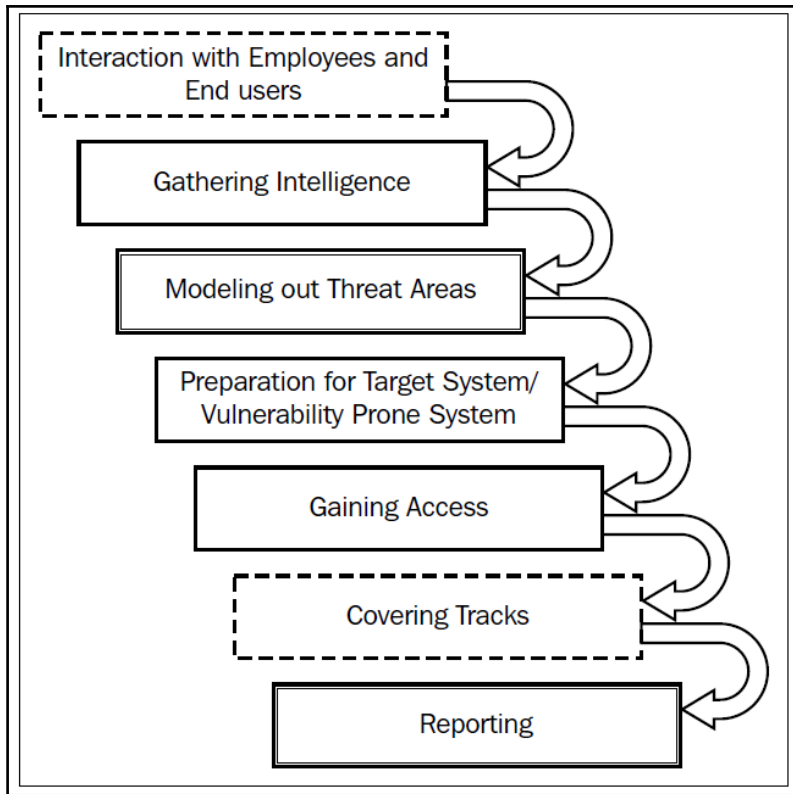 Interaction with Employees and
End users
Gathering Intelligence
Modeling out Threat Areas
Preparation for Target System/
Vulnerability Prone System
Gaining Access
Covering Tracks
Reporting